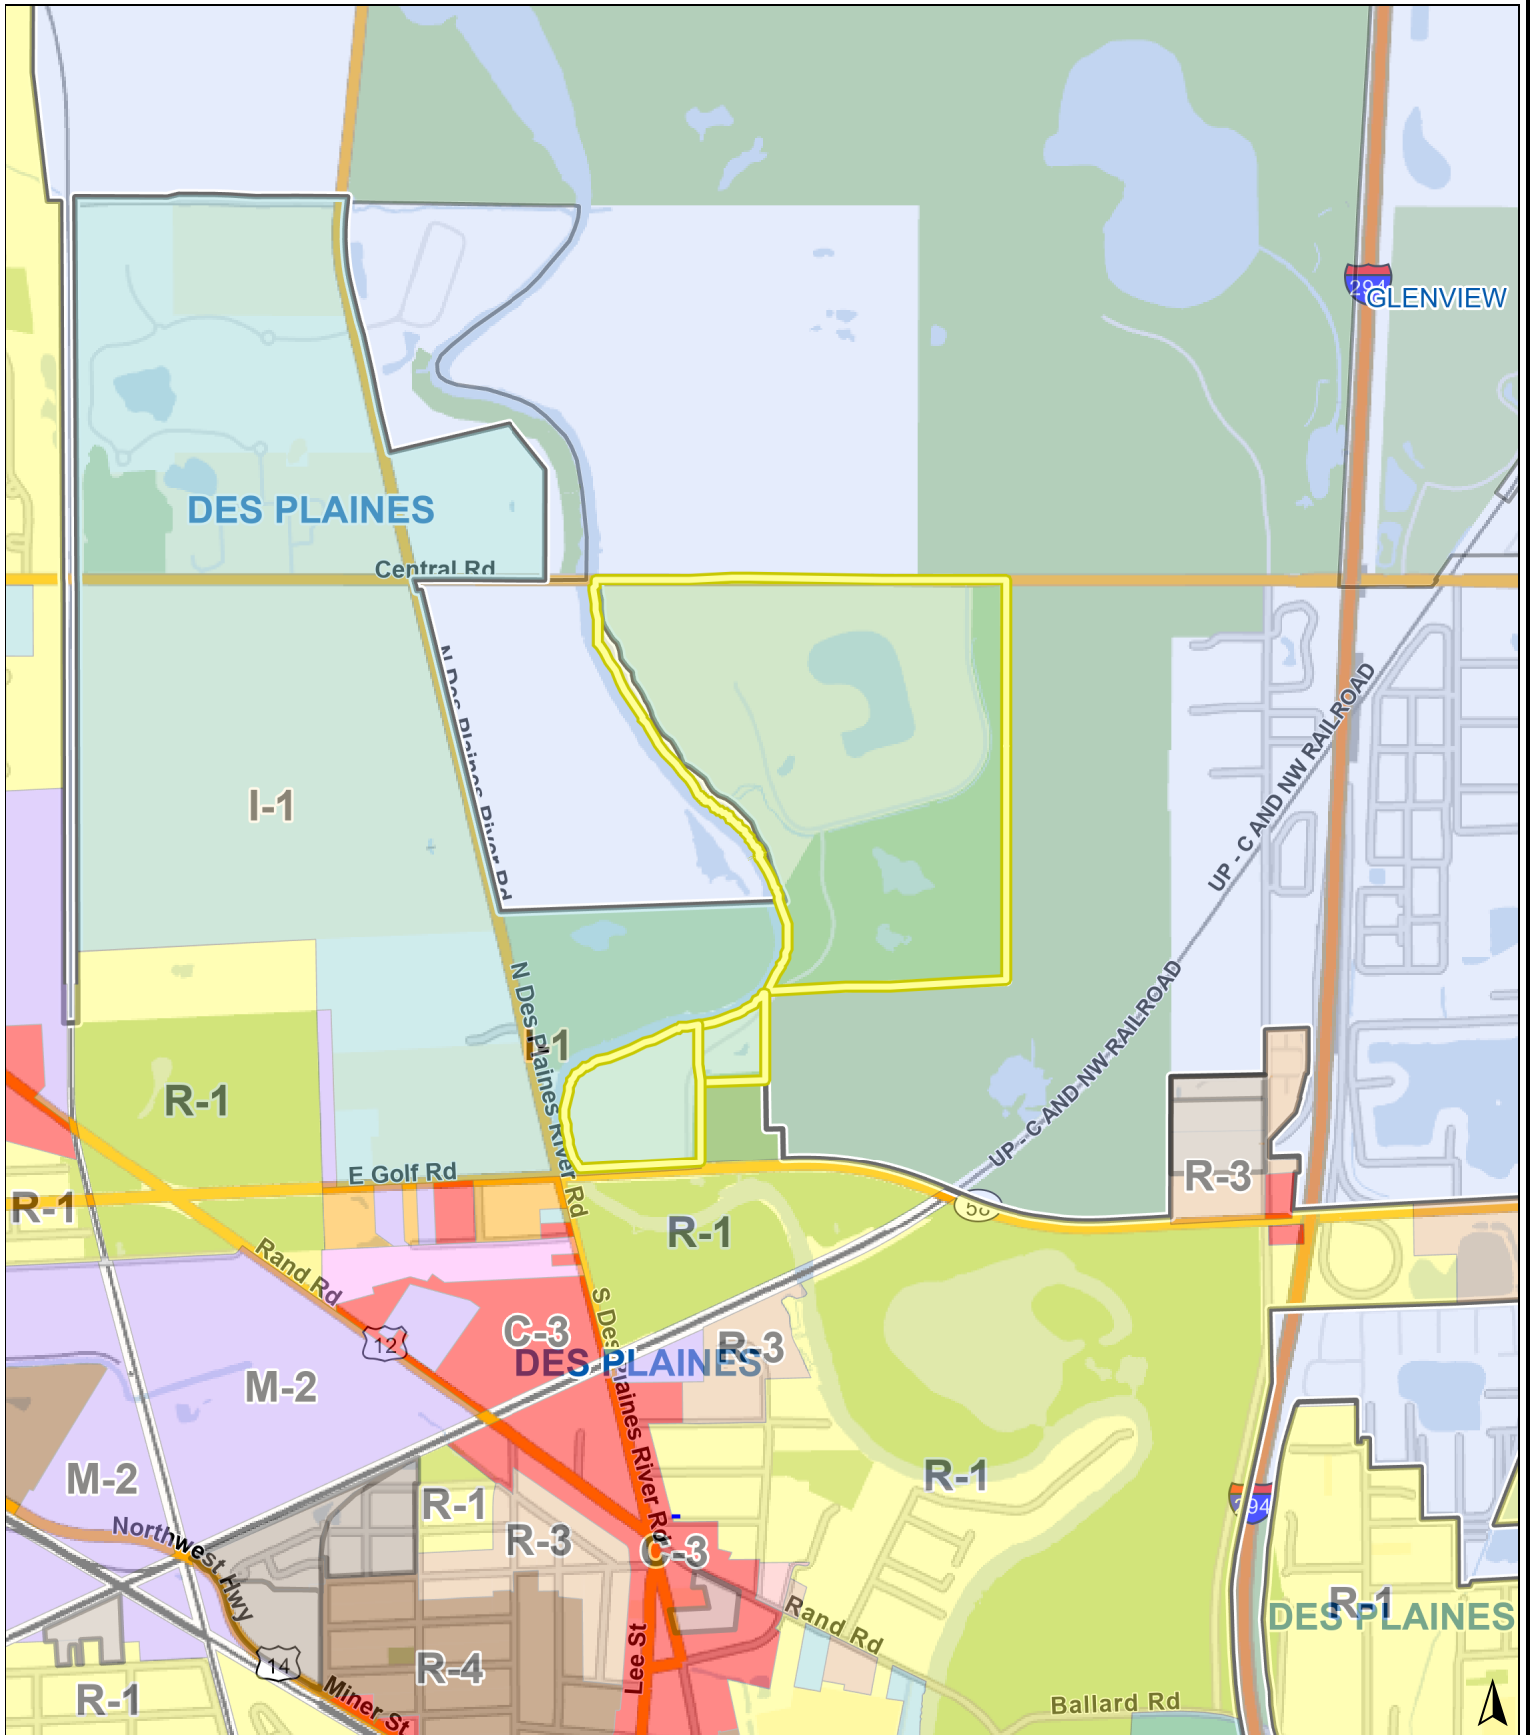 294
GLENVIEW
DES PLAINES
Central Rd
N Des Plaines River Rd
UP - C AND NW RAILROAD
I-1
N Des Plaines River Rd
UP - C AND NW RAILROAD
I-1
R-1
E Golf Rd
R-3
R-1
58
R-1
Rand Rd
S Des Plaines River Rd
12
C-3
R-3
DES PLAINES
M-2
M-2
R-1
R-1
294
Northwest Hwy
R-3
C-3
R-1
DES PLAINES
Rand Rd
Lee St
14
R-4
R-1
Miner St
Ballard Rd